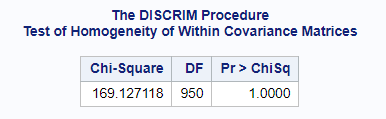 The DISCRIM Procedure
Test of Homogeneity of Within Covariance Matrices
Chi-Square DF Pr > ChiSq
169.127118 950 1.0000